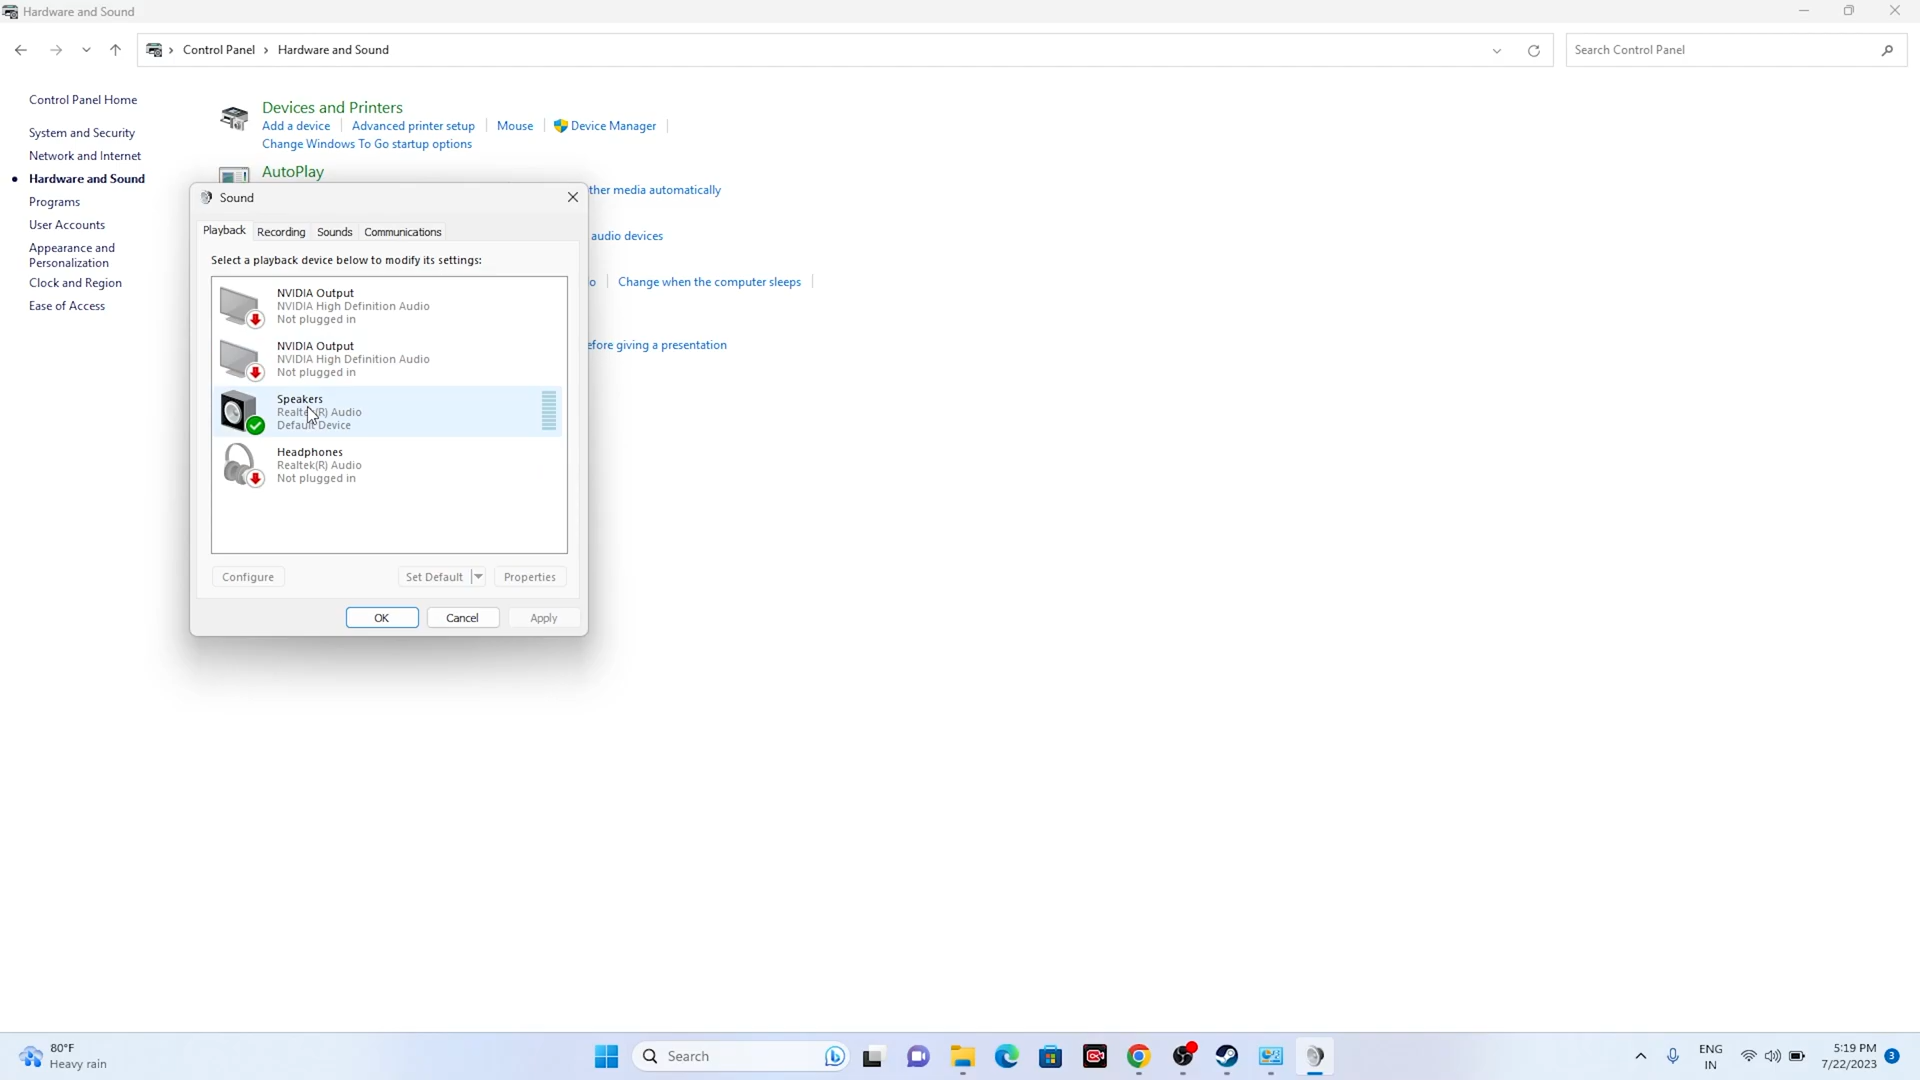 Hardware and Sound
Control Panel > Hardware and Sound
Search Control Panel
Control Panel Home
System and Security
Network and Internet
Hardware and Sound
Programs
User Accounts
Appearance and
Personalization
Clock and Region
Ease of Access
Devices and Printers
Add a device
Advanced printer setup
Mouse
Device Manager
Change Windows To Go startup options
AutoPlay
ther media automatically
audio devices
Change when the computer sleeps
efore giving a presentation
Sound
Playback
Recording
Sounds
Communications
Select a playback device below to modify its settings:
NVIDIA Output
NVIDIA High Definition Audio
Not plugged in
NVIDIA Output
NVIDIA High Definition Audio
Not plugged in
Speakers
Realtek(R) Audio
Default Device
Headphones
Realtek(R) Audio
Not plugged in
Configure
Set Default
Properties
OK
Cancel
Apply
80°F
Heavy rain
Search
ENG
IN
5:19 PM
7/22/2023
3